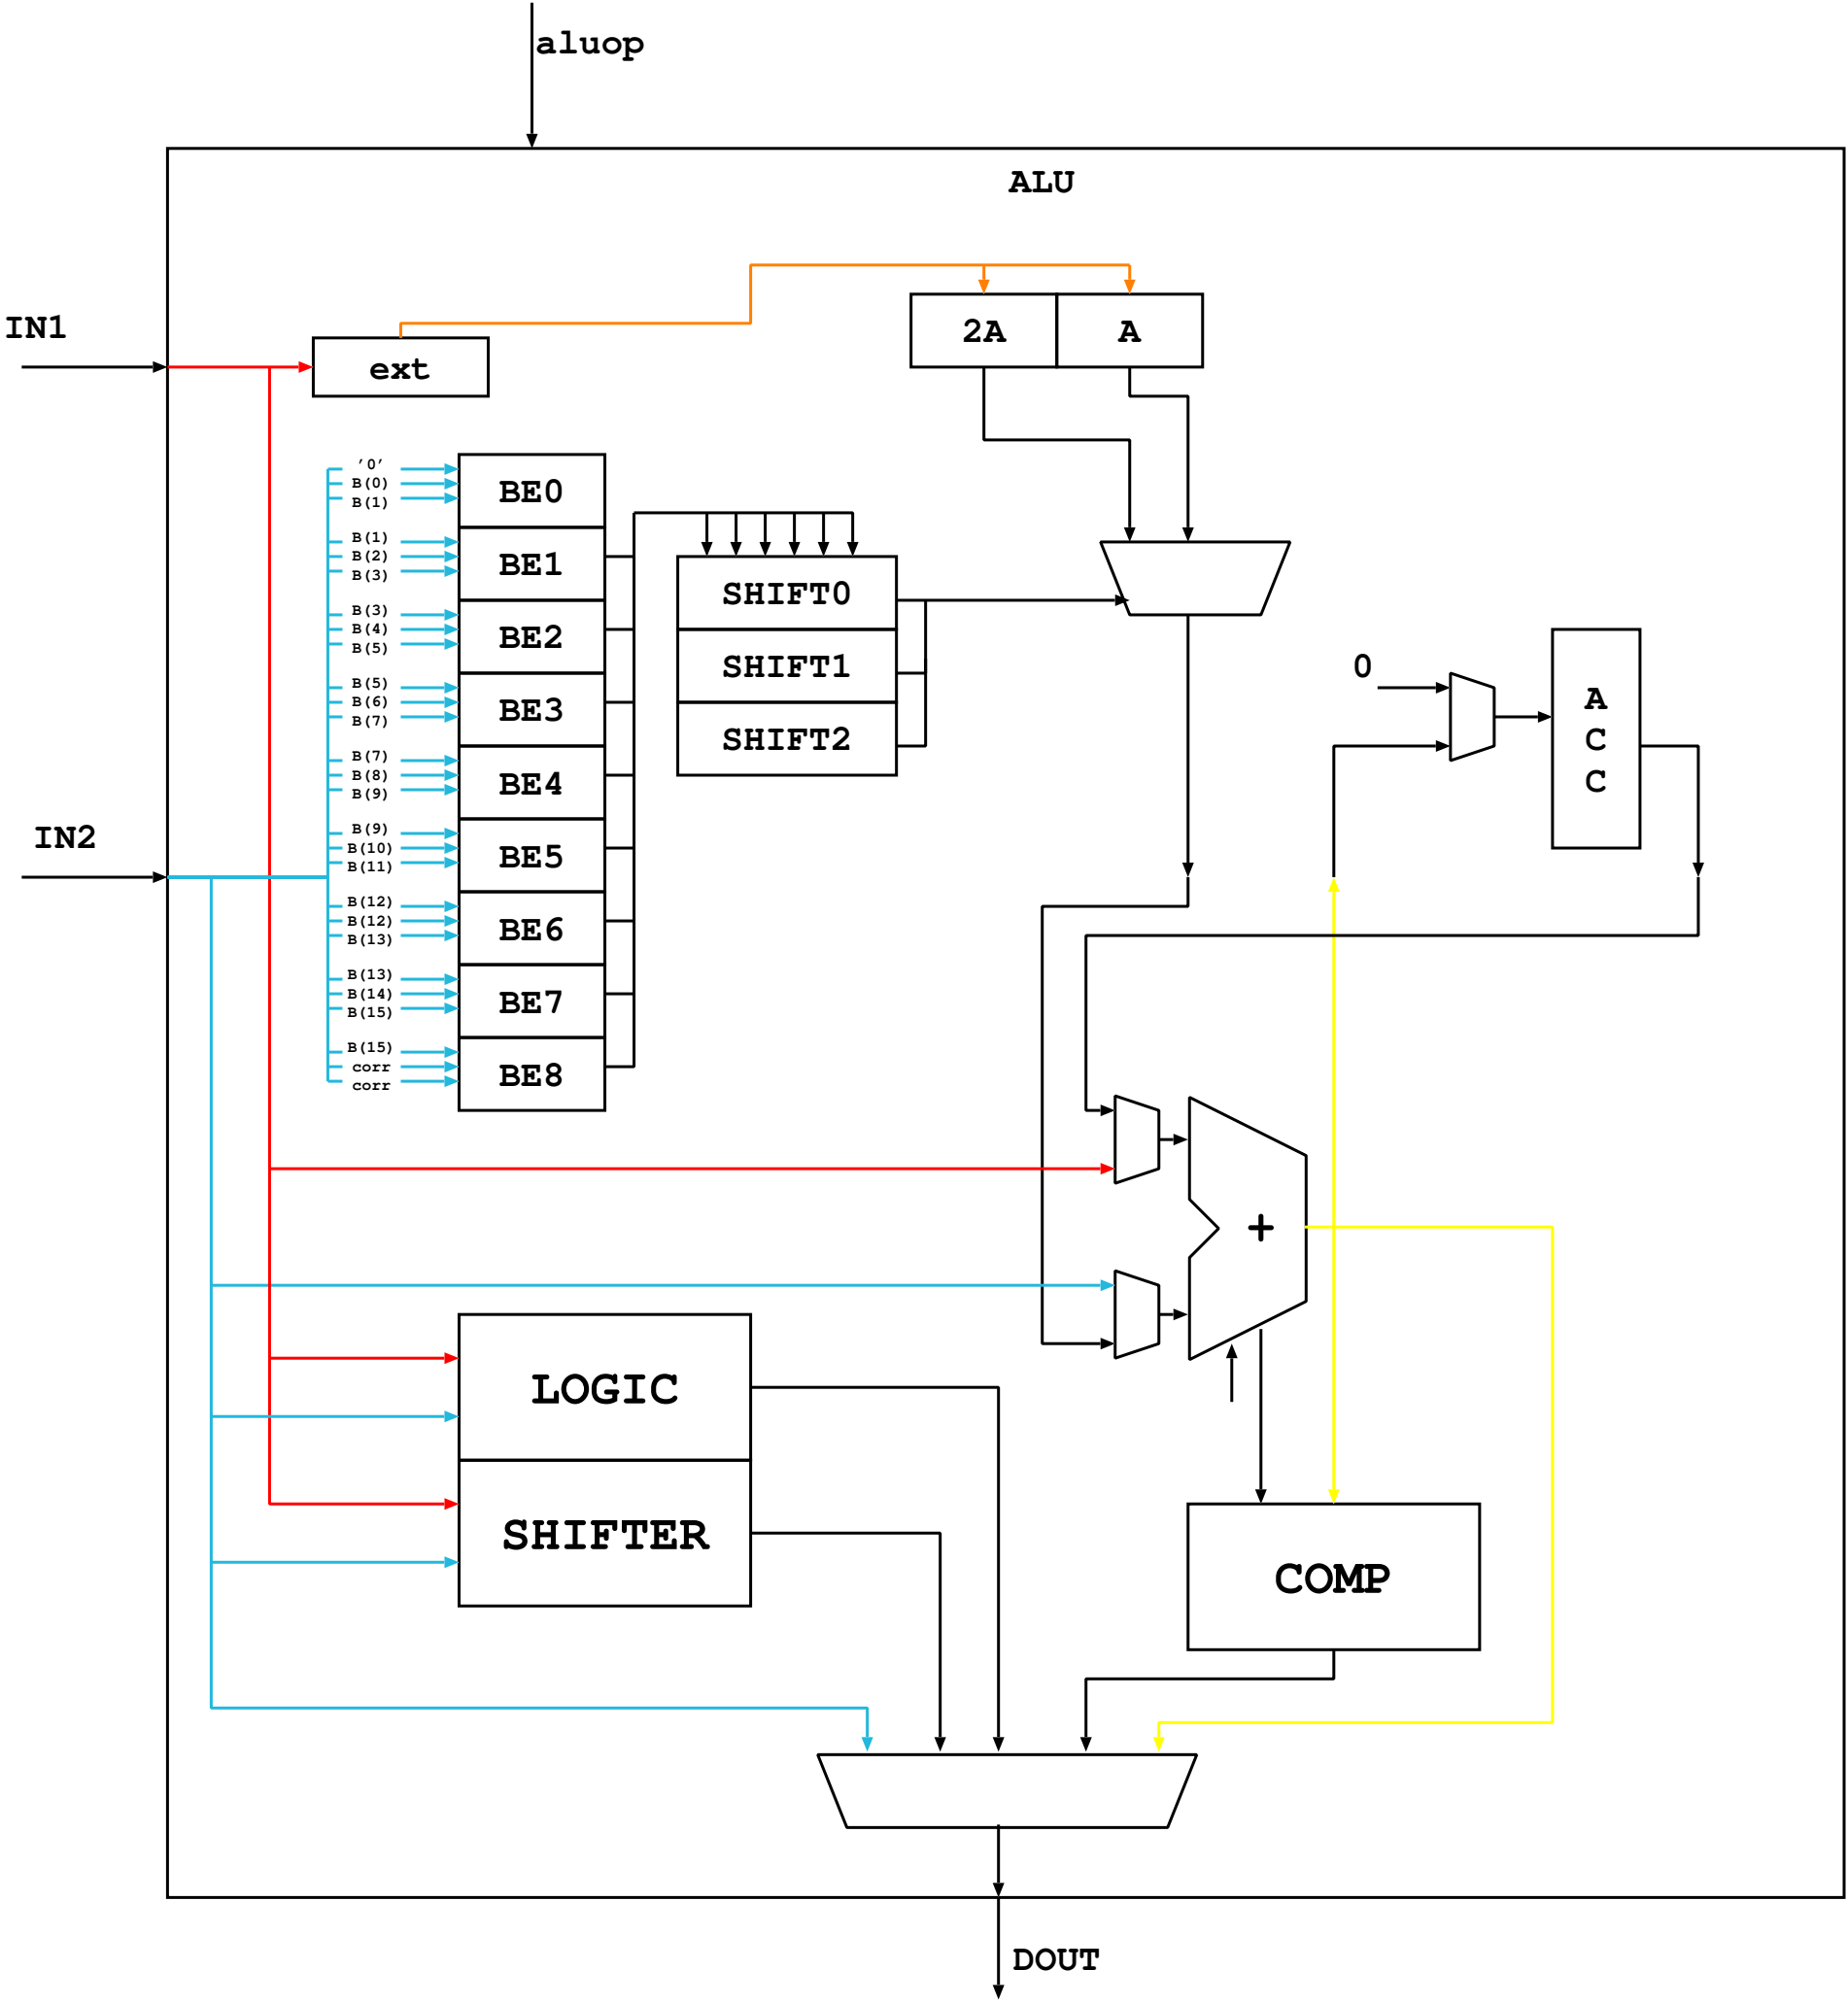 aluop
ALU
IN1
ext
2A
A
'0'
B(0)
B(1)
BE0
B(1)
B(2)
B(3)
BE1
B(3)
B(4)
B(5)
BE2
B(5)
B(6)
B(7)
BE3
B(7)
B(8)
B(9)
BE4
B(9)
B(10)
B(11)
BE5
B(12)
B(12)
B(13)
BE6
B(13)
B(14)
B(15)
BE7
B(15)
corr
corr
BE8
SHIFT0
SHIFT1
SHIFT2
0
A
C
C
IN2
+
LOGIC
SHIFTER
COMP
DOUT